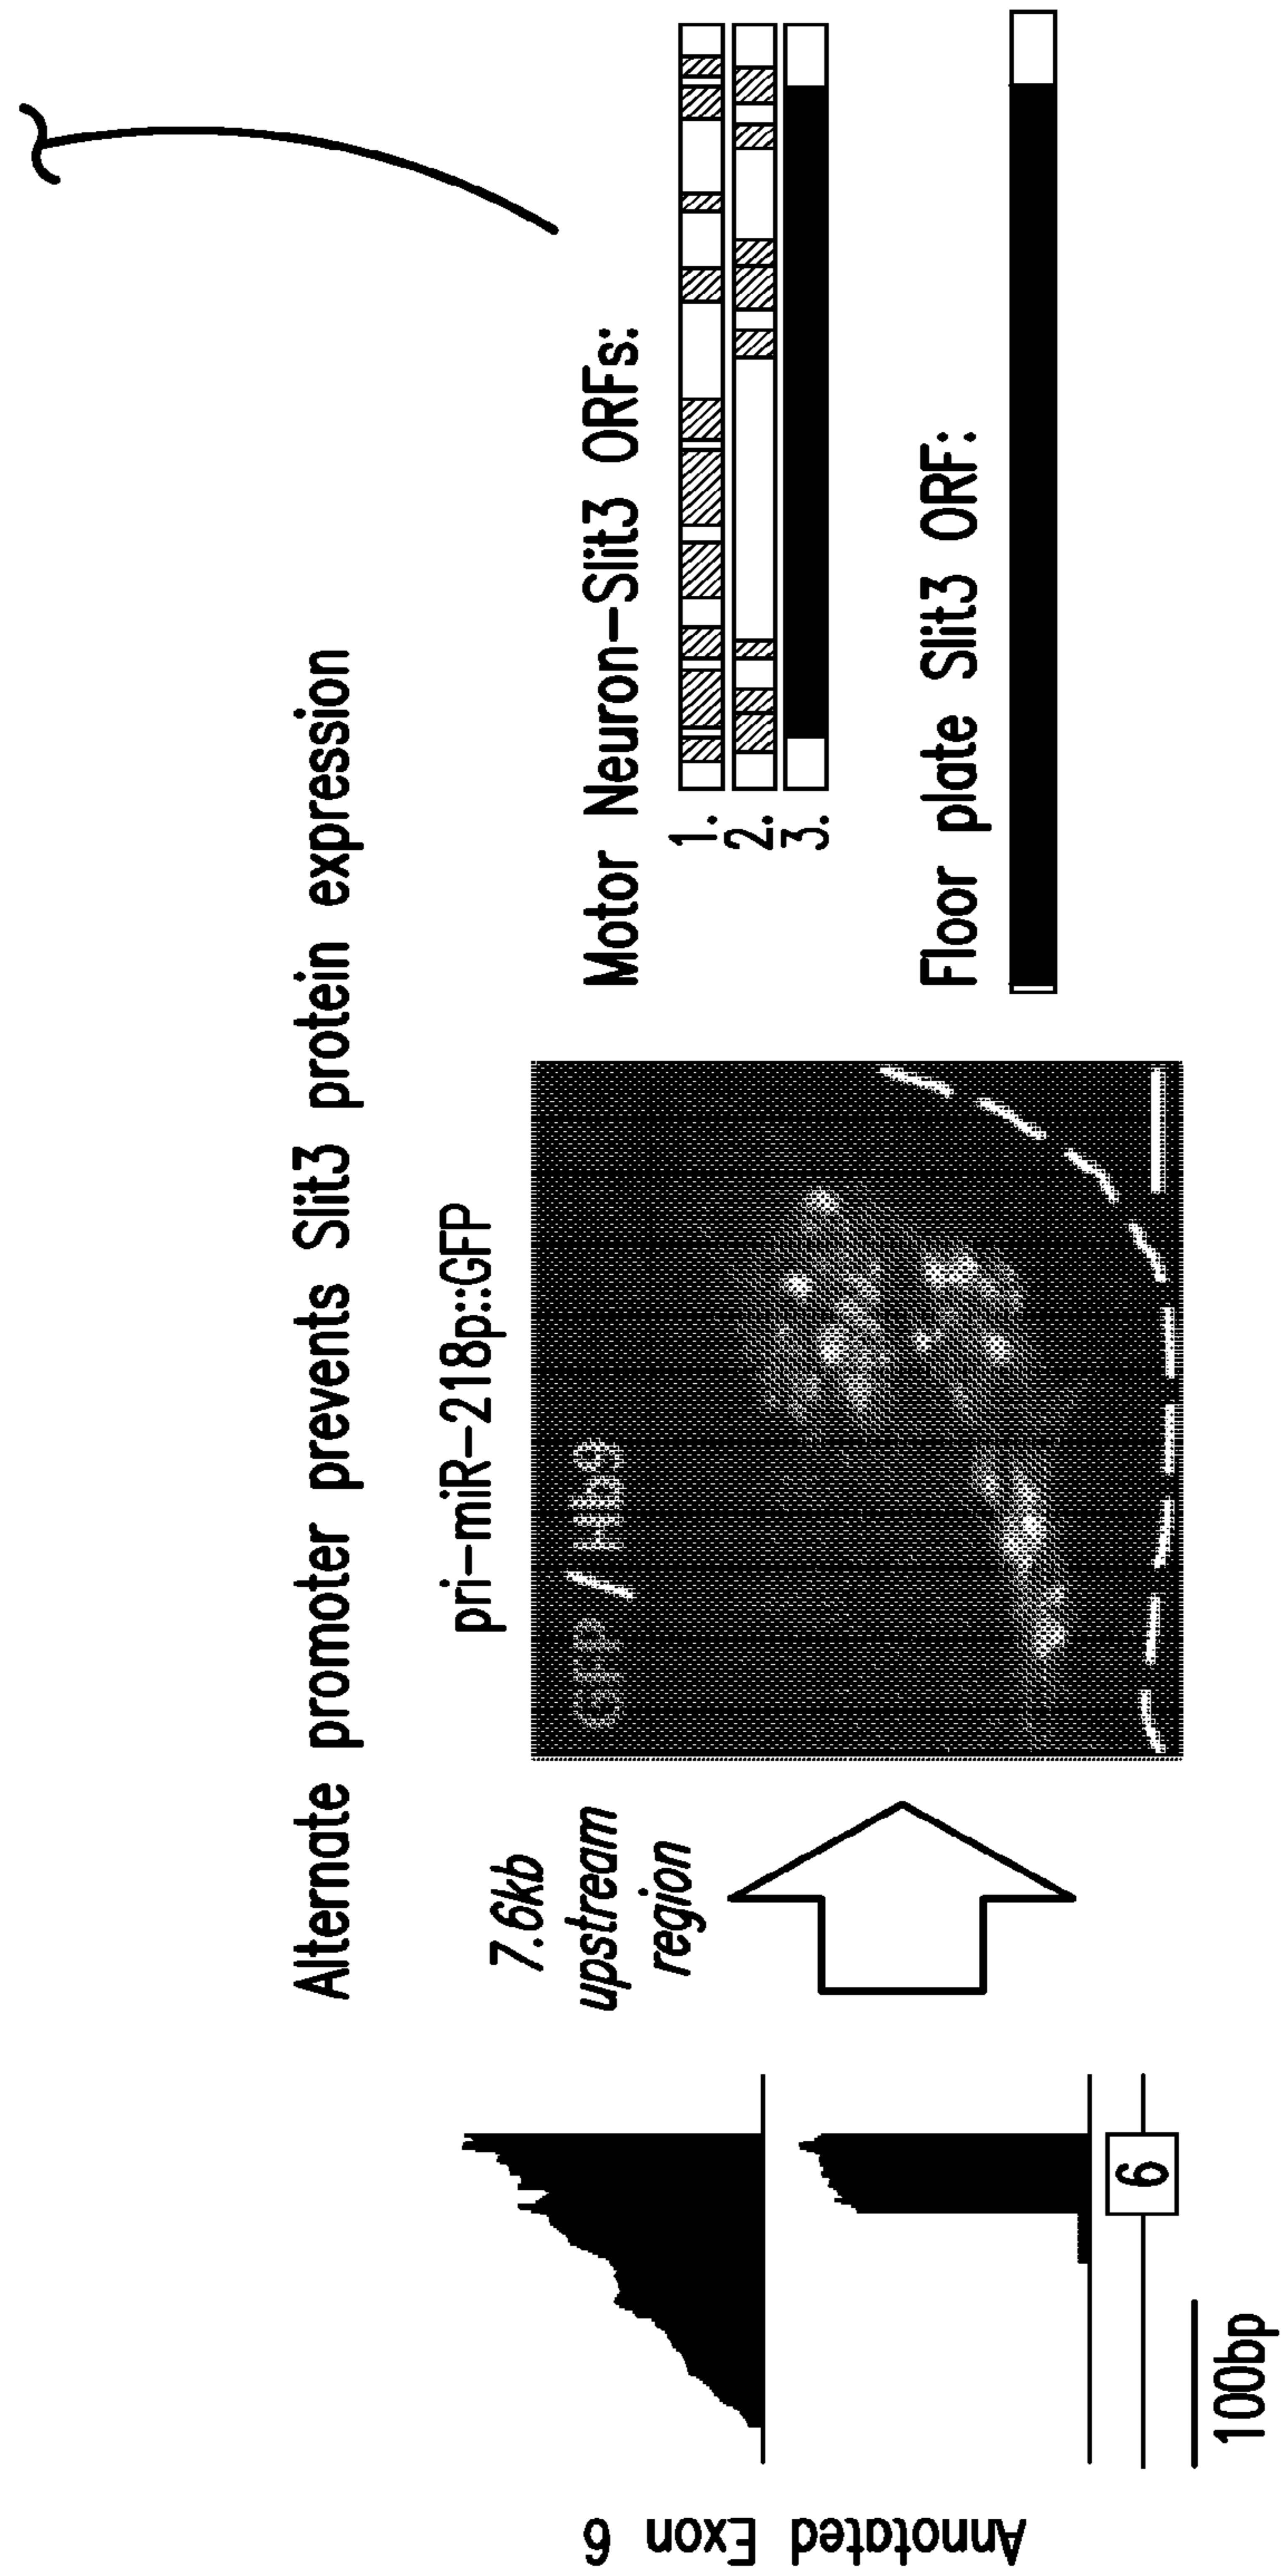 Alternate promoter prevents Slit3 protein expression
Annotated Exon 6
6
100bp
7.6kb
upstream
region
pri-miR-218p::GFP
GFP / Hb9
Motor Neuron-Slit3 ORFs:
1.
2.
3.
Floor plate Slit3 ORF: